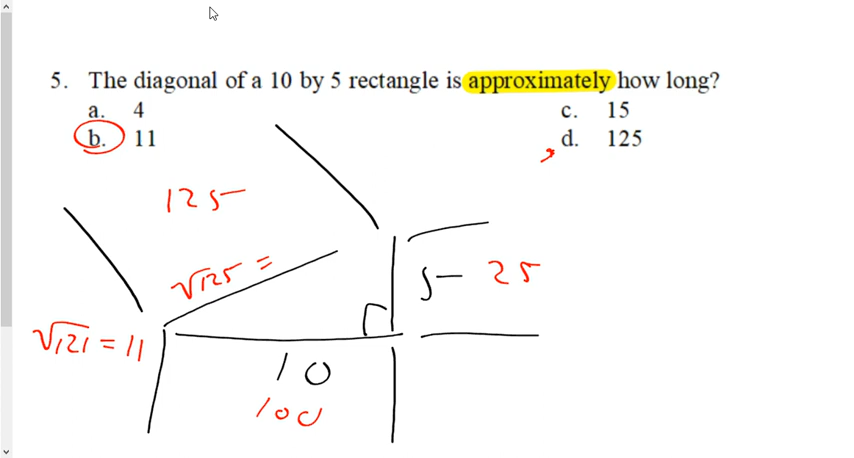 5. The diagonal of a 10 by 5 rectangle is approximately how long?
a. 4
b. 11
c. 15
d. 125
125
√125 =
5 25
√121 = 11
10
100